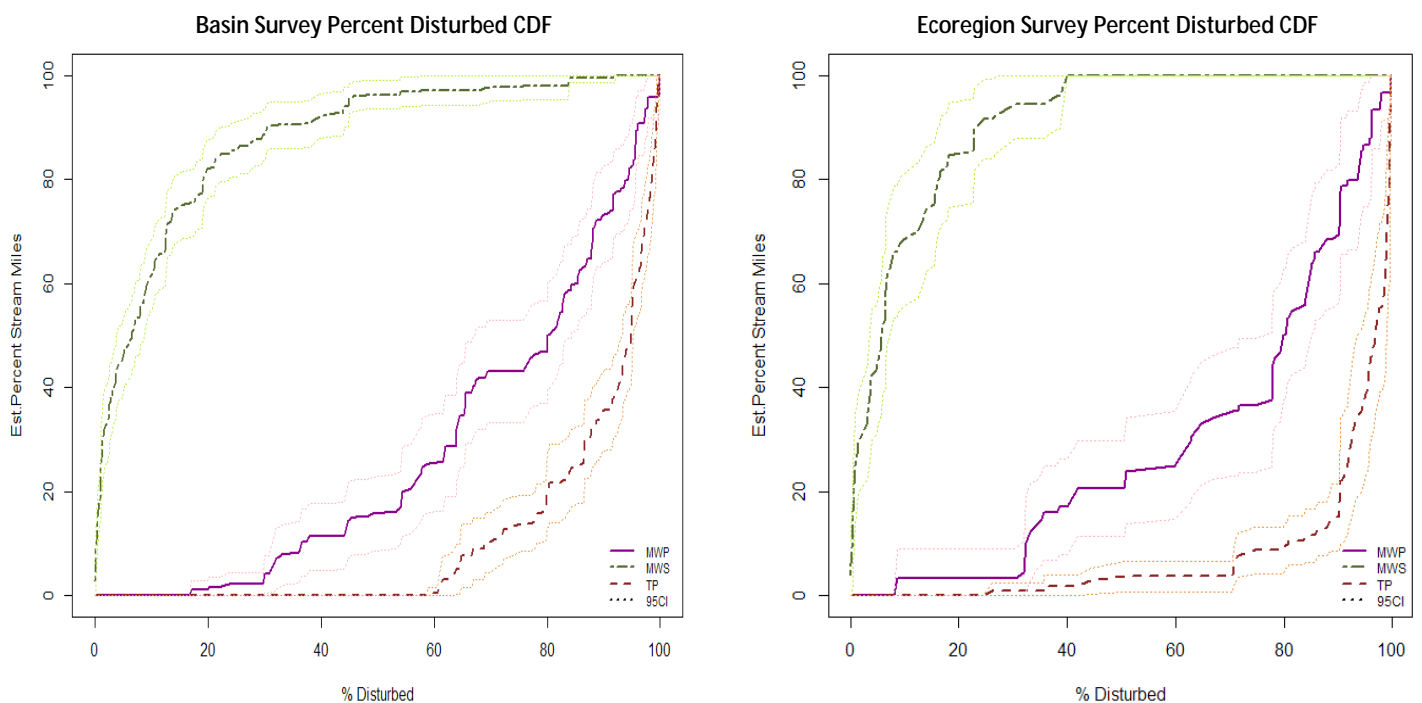 Basin Survey Percent Disturbed CDF
Est.Percent Stream Miles
100
80
60
40
20
0
0 20 40 60 80 100
% Disturbed
MWP
MWS
TP
95CI
Ecoregion Survey Percent Disturbed CDF
Est.Percent Stream Miles
100
80
60
40
20
0
0 20 40 60 80 100
% Disturbed
MWP
MWS
TP
95CI